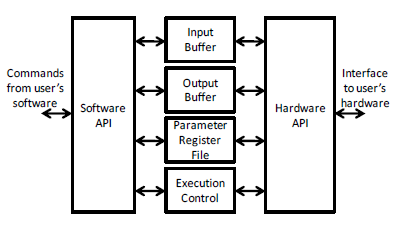 Commands
from user's
software
Software
API
Input
Buffer
Output
Buffer
Parameter
Register
File
Execution
Control
Hardware
API
Interface
to user's
hardware